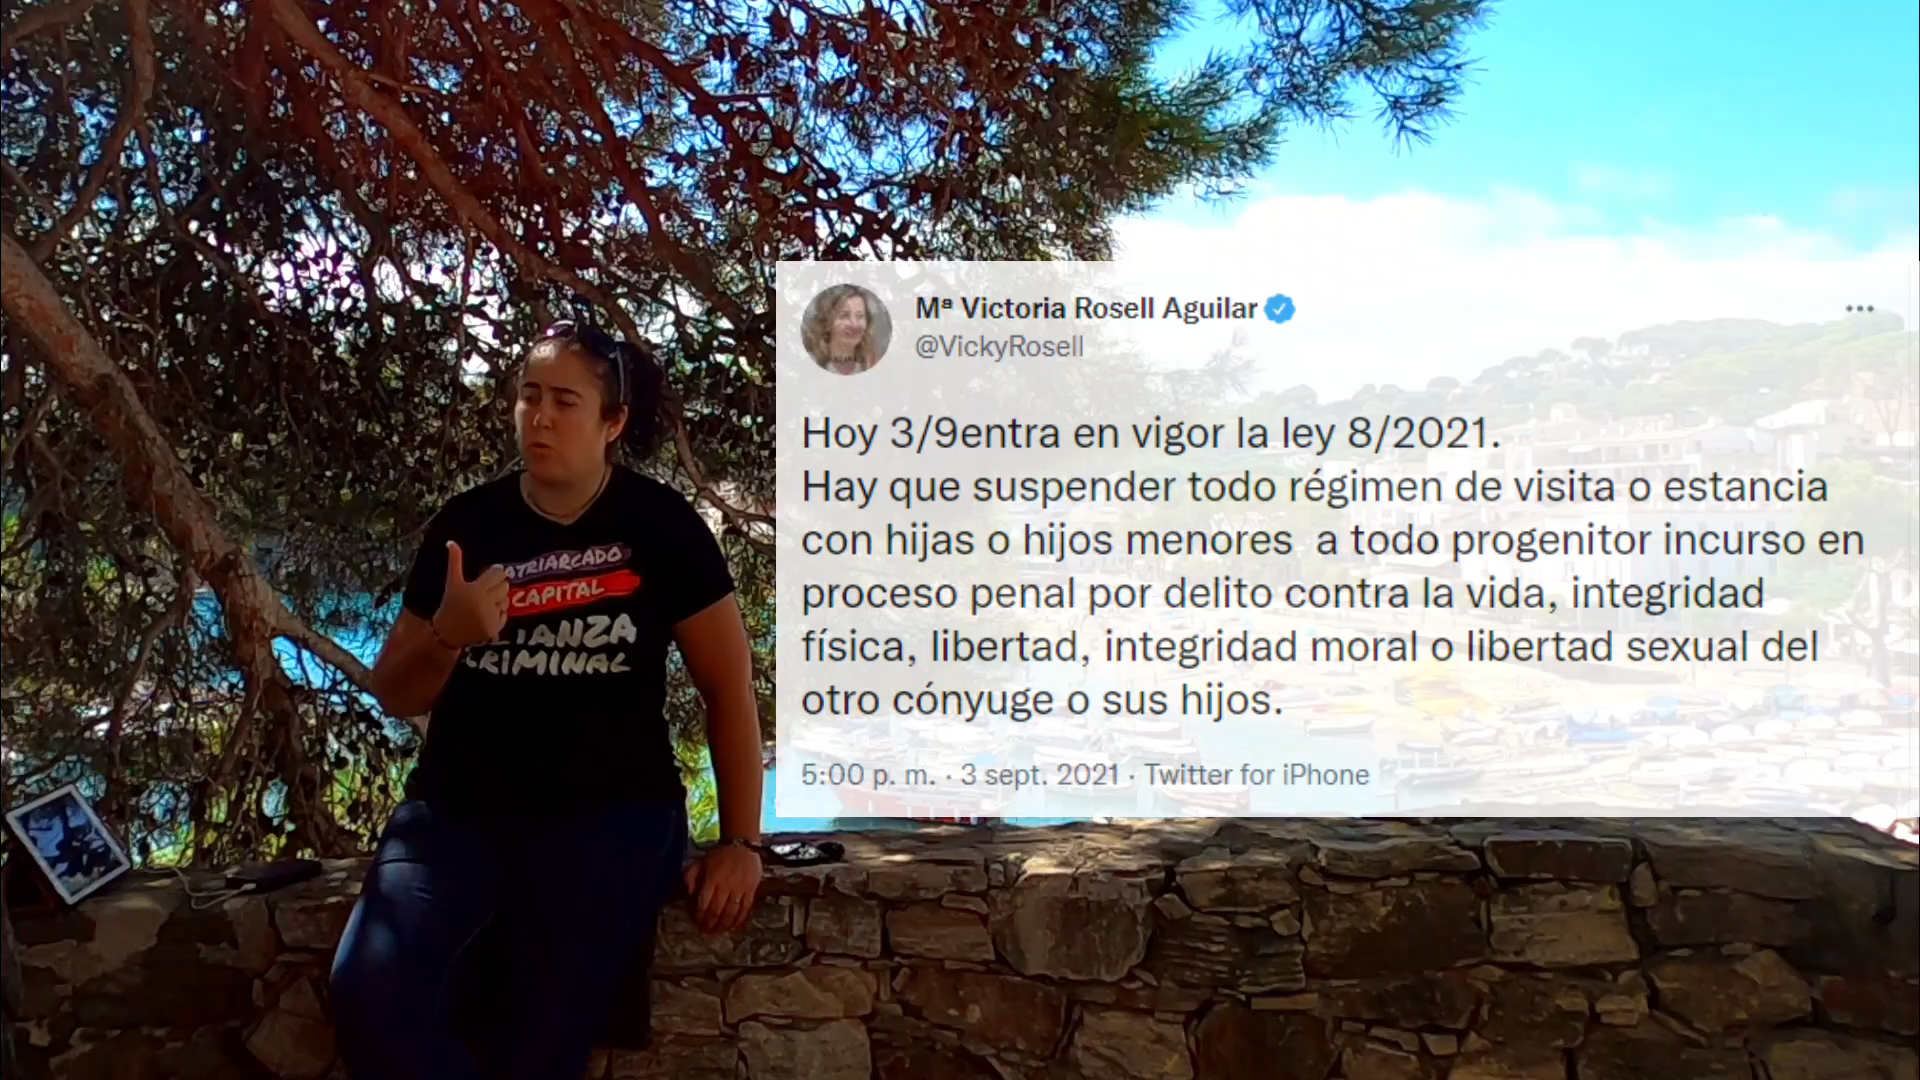 Mª Victoria Rosell Aguilar
@VickyRosell
Hoy 3/9entra en vigor la ley 8/2021.
Hay que suspender todo régimen de visita o estancia
con hijas o hijos menores a todo progenitor incurso en
proceso penal por delito contra la vida, integridad
física, libertad, integridad moral o libertad sexual del
otro cónyuge o sus hijos.
5:00 p. m. · 3 sept. 2021 · Twitter for iPhone
ATRIARCADO
CAPITAL
LIANZA
CRIMINAL